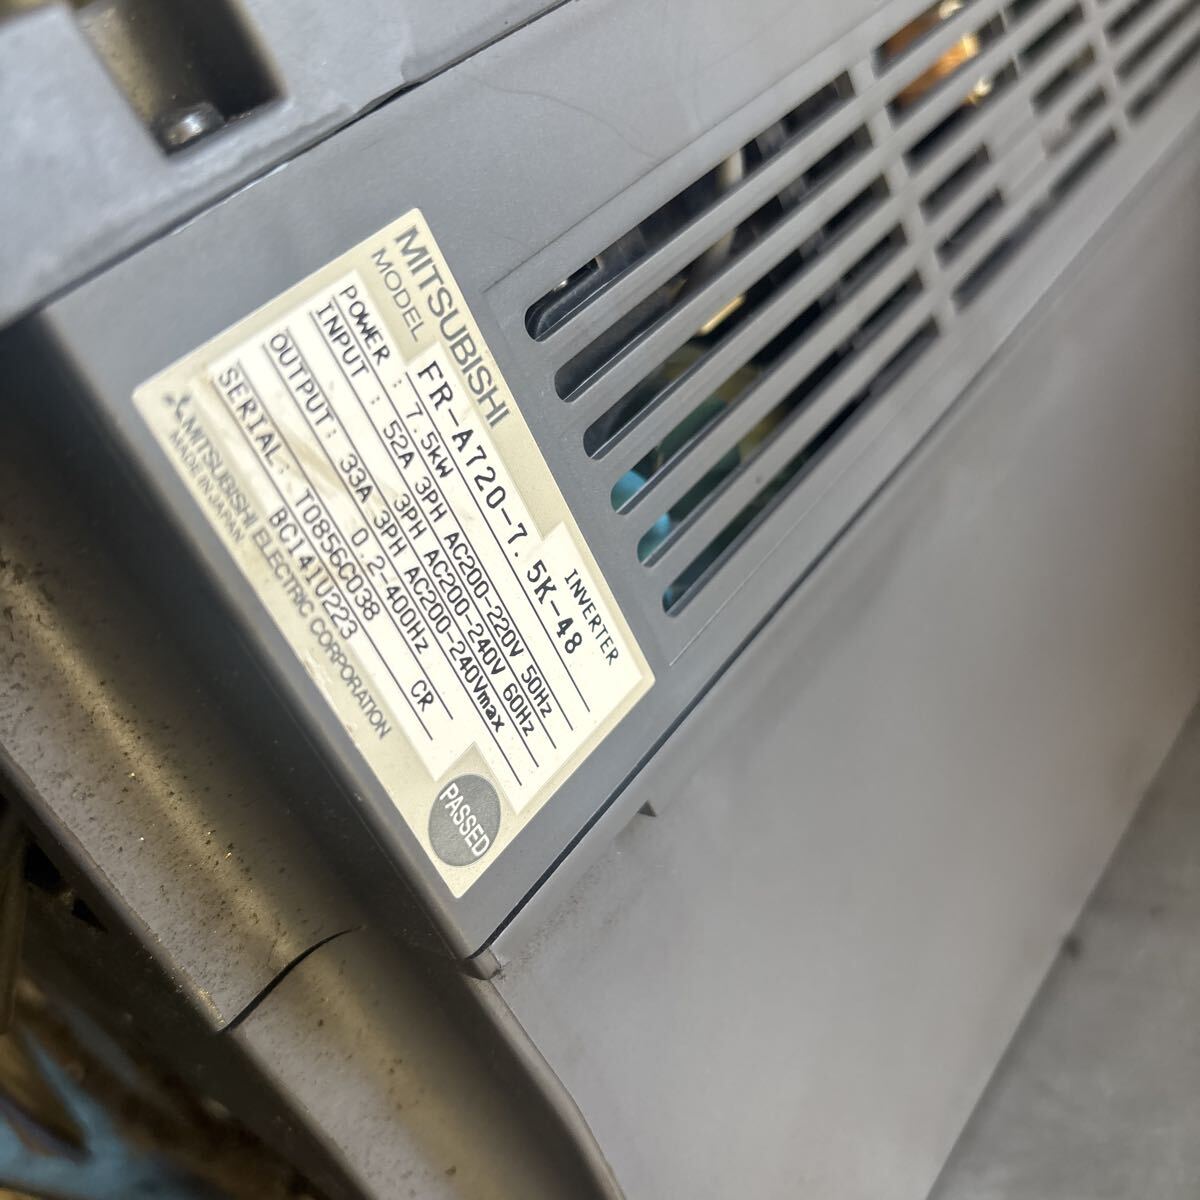 MITSUBISHI
INVERTER
MODEL FR-A720-7.5K-48
POWER : 7.5kW
INPUT : 52A 3PH AC200-220V 50Hz
3PH AC200-240V 60Hz
OUTPUT: 33A 3PH AC200-240Vmax
0.2-400Hz
SERIAL: T0856C038 CR
BC141U223
MITSUBISHI ELECTRIC CORPORATION
MADE IN JAPAN
PASSED